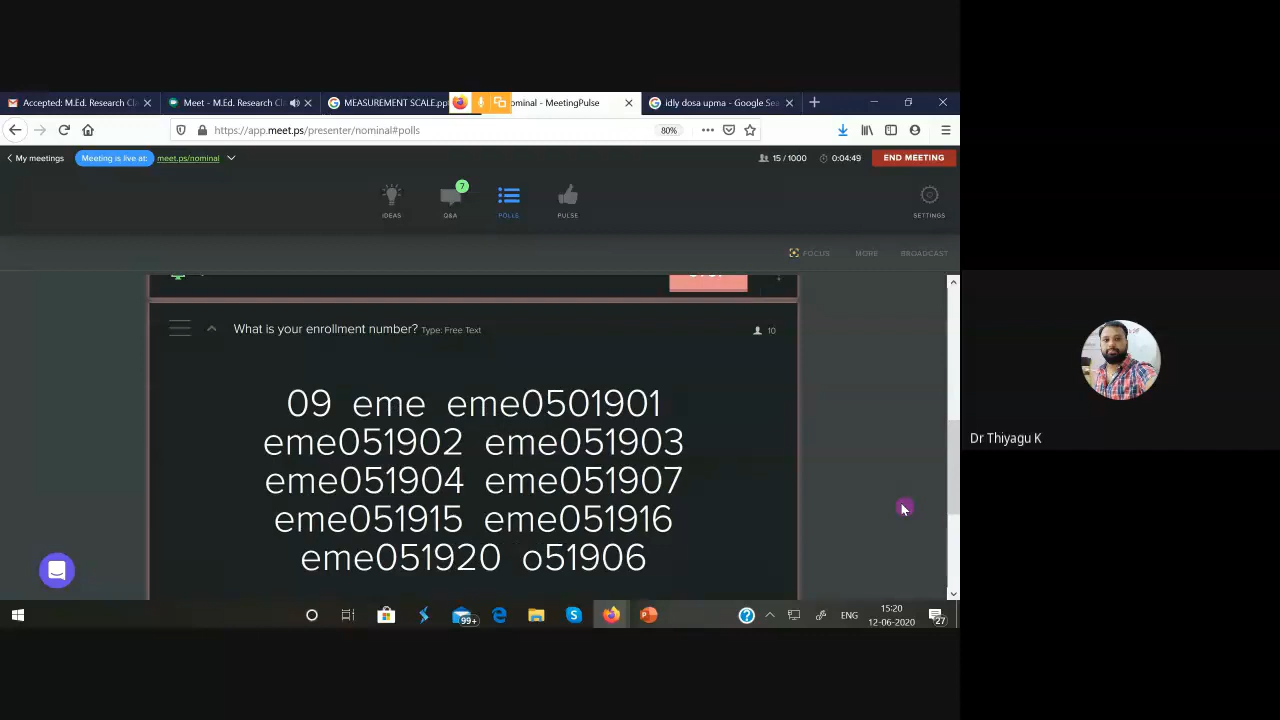 Accepted: M.Ed. Research Cl
Meet - M.Ed. Research Cl
MEASUREMENT SCALE.ppt
ominal - MeetingPulse
idly dosa upma - Google Sea
https://app.meet.ps/presenter/nominal#polls
80%
My meetings
Meeting is live at:
meet.ps/nominal
15 / 1000
0:04:49
END MEETING
7
IDEAS
Q&A
POLLS
PULSE
SETTINGS
FOCUS
MORE
BROADCAST
What is your enrollment number? Type: Free Text
10
09 eme eme0501901
eme051902 eme051903
eme051904 eme051907
eme051915 eme051916
eme051920 o51906
Dr Thiyagu K
99+
ENG
15:20
12-06-2020
27